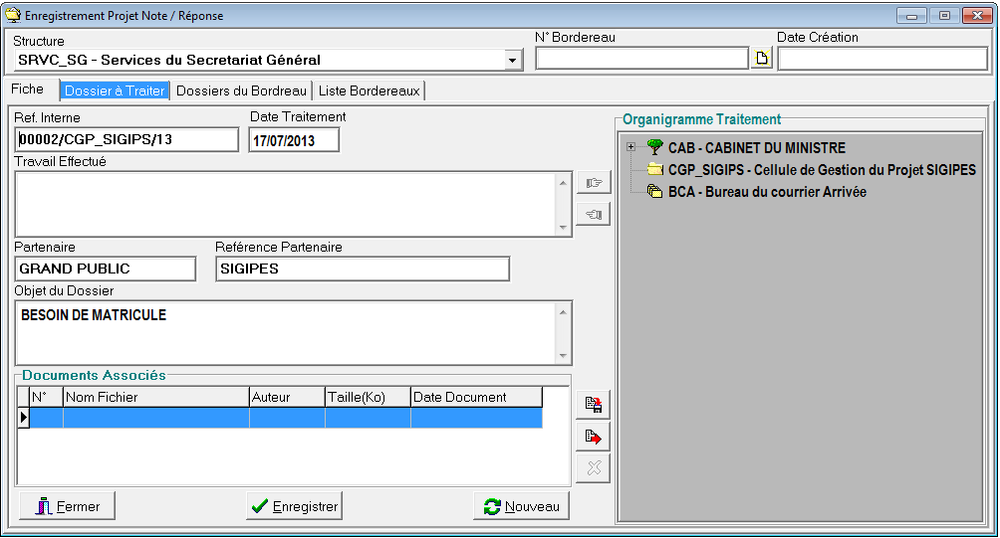 Enregistrement Projet Note / Réponse
Structure
SRVC_SG - Services du Secretariat Général
N° Bordereau
Date Création
Fiche
Dossier à Traiter
Dossiers du Bordreau
Liste Bordereaux
Ref. Interne
Date Traitement
00002/CGP_SIGIPS/13
17/07/2013
Travail Effectué
Partenaire
Reférence Partenaire
GRAND PUBLIC
SIGIPES
Objet du Dossier
BESOIN DE MATRICULE
Documents Associés
N° Nom Fichier Auteur Taille(Ko) Date Document
Fermer
Enregistrer
Nouveau
Organigramme Traitement
CAB - CABINET DU MINISTRE
CGP_SIGIPS - Cellule de Gestion du Projet SIGIPES
BCA - Bureau du courrier Arrivée